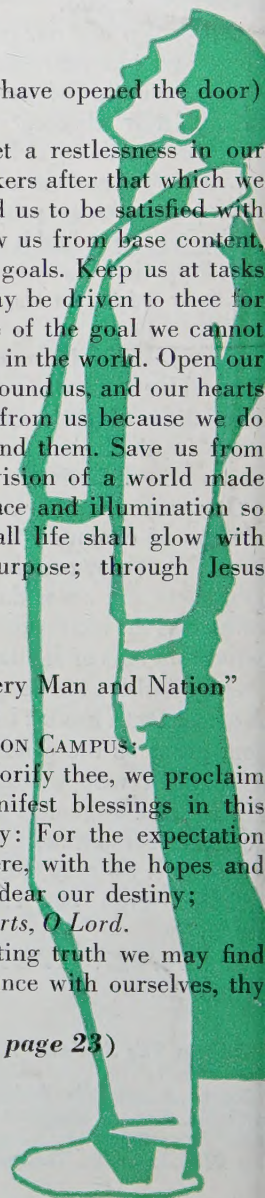 have opened the door)
et a restlessness in our
kers after that which we
d us to be satisfied with
w us from base content,
goals. Keep us at tasks
ay be driven to thee for
e of the goal we cannot
in the world. Open our
ound us, and our hearts
from us because we do
nd them. Save us from
vision of a world made
nce and illumination so
all life shall glow with
urpose; through Jesus
ery Man and Nation”
ON CAMPUS:
orify thee, we proclaim
nifest blessings in this
y: For the expectation
ere, with the hopes and
dear our destiny;
rts, O Lord.
ting truth we may find
nce with ourselves, thy
page 23)